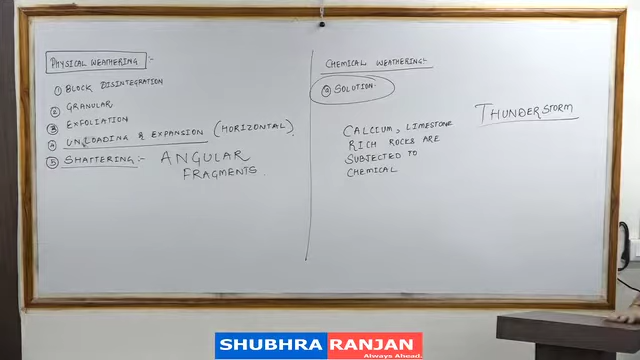 PHYSICAL WEATHERING :-
① BLOCK DISINTEGRATION
② GRANULAR
③ EXFOLIATION
④ UNLOADING & EXPANSION (HORIZONTAL)
⑤ SHATTERING :- ANGULAR
FRAGMENTS.
CHEMICAL WEATHERING:-
SOLUTION-
THUNDERSTORM
CALCIUM, LIMESTONE
RICH ROCKS ARE
SUBJECTED TO
CHEMICAL
SHUBHRA RANJAN
Always Ahead.